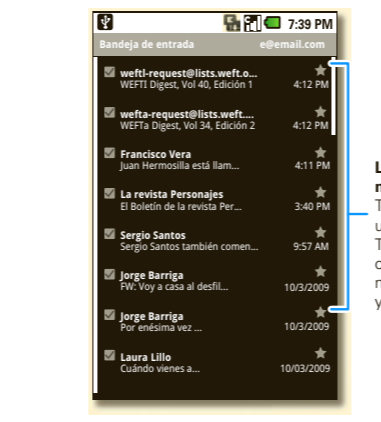 7:39 PM
Bandeja de entrada e@email.com
weftl-request@lists.weft.o...
WEFTI Digest, Vol 40, Edición 1 4:12 PM
wefta-request@lists.weft....
WEFTa Digest, Vol 34, Edición 2 4:12 PM
Francisco Vera
Juan Hermosilla está llam... 4:11 PM
La revista Personajes
El Boletín de la revista Per... 3:40 PM
Sergio Santos
Sergio Santos también comen... 9:57 AM
Jorge Barriga
FW: Voy a casa al desfil... 10/3/2009
Jorge Barriga
Por enésima vez ... 10/3/2009
Laura Lillo
Cuándo vienes a... 10/03/2009